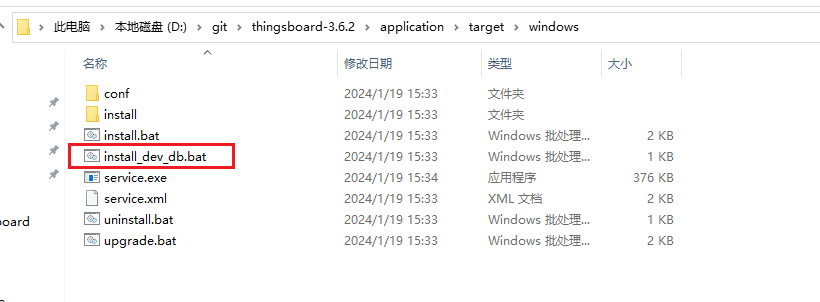 此电脑 > 本地磁盘 (D:) > git > thingsboard-3.6.2 > application > target > windows
名称 修改日期 类型 大小
conf 2024/1/19 15:33 文件夹
install 2024/1/19 15:33 文件夹
install.bat 2024/1/19 15:33 Windows 批处理... 2 KB
install_dev_db.bat 2024/1/19 15:33 Windows 批处理... 1 KB
service.exe 2024/1/19 15:34 应用程序 376 KB
service.xml 2024/1/19 15:33 XML 文档 2 KB
oard uninstall.bat 2024/1/19 15:33 Windows 批处理... 1 KB
upgrade.bat 2024/1/19 15:33 Windows 批处理... 2 KB